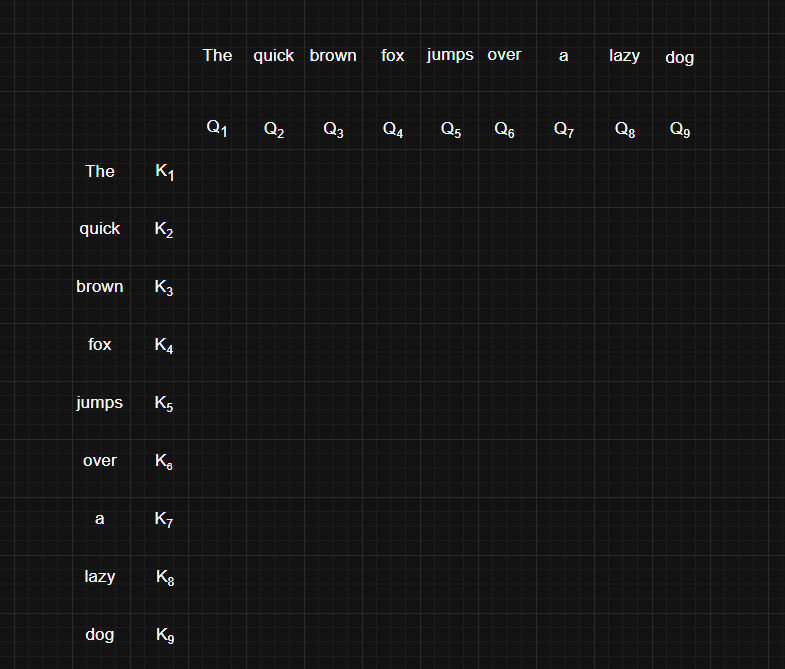 The quick brown fox jumps over a lazy dog
Q₁ Q₂ Q₃ Q₄ Q₅ Q₆ Q₇ Q₈ Q₉
The K₁
quick K₂
brown K₃
fox K₄
jumps K₅
over K₆
a K₇
lazy K₈
dog K₉